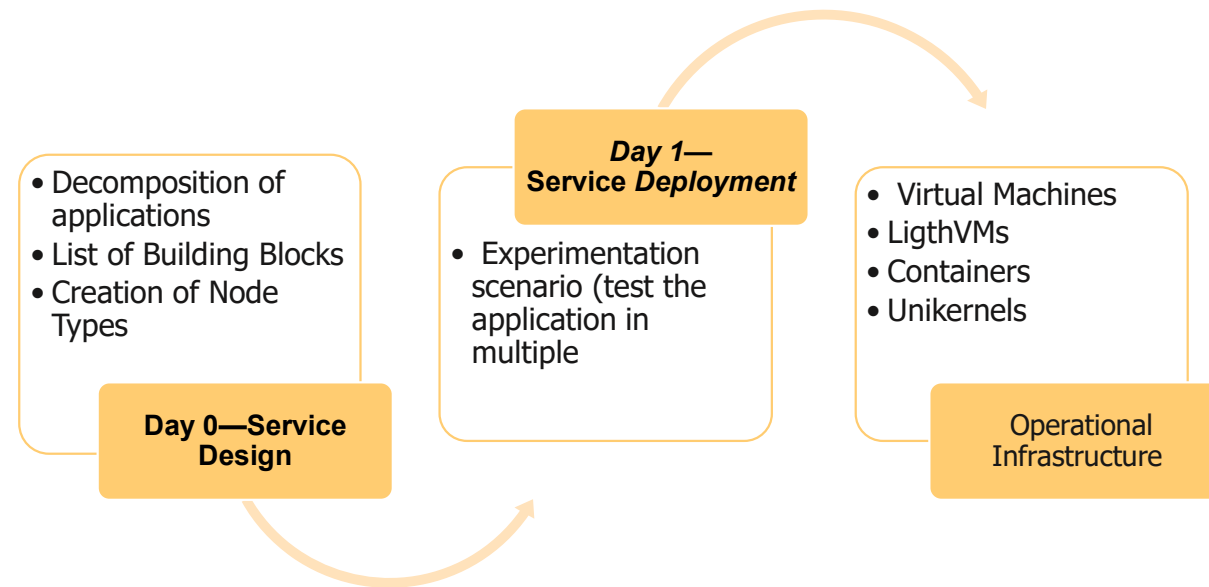 • Decomposition of
applications
• List of Building Blocks
• Creation of Node
Types
Day 0—Service
Design
Day 1—
Service Deployment
• Experimentation
scenario (test the
application in
multiple
• Virtual Machines
• LigthVMs
• Containers
• Unikernels
Operational
Infrastructure